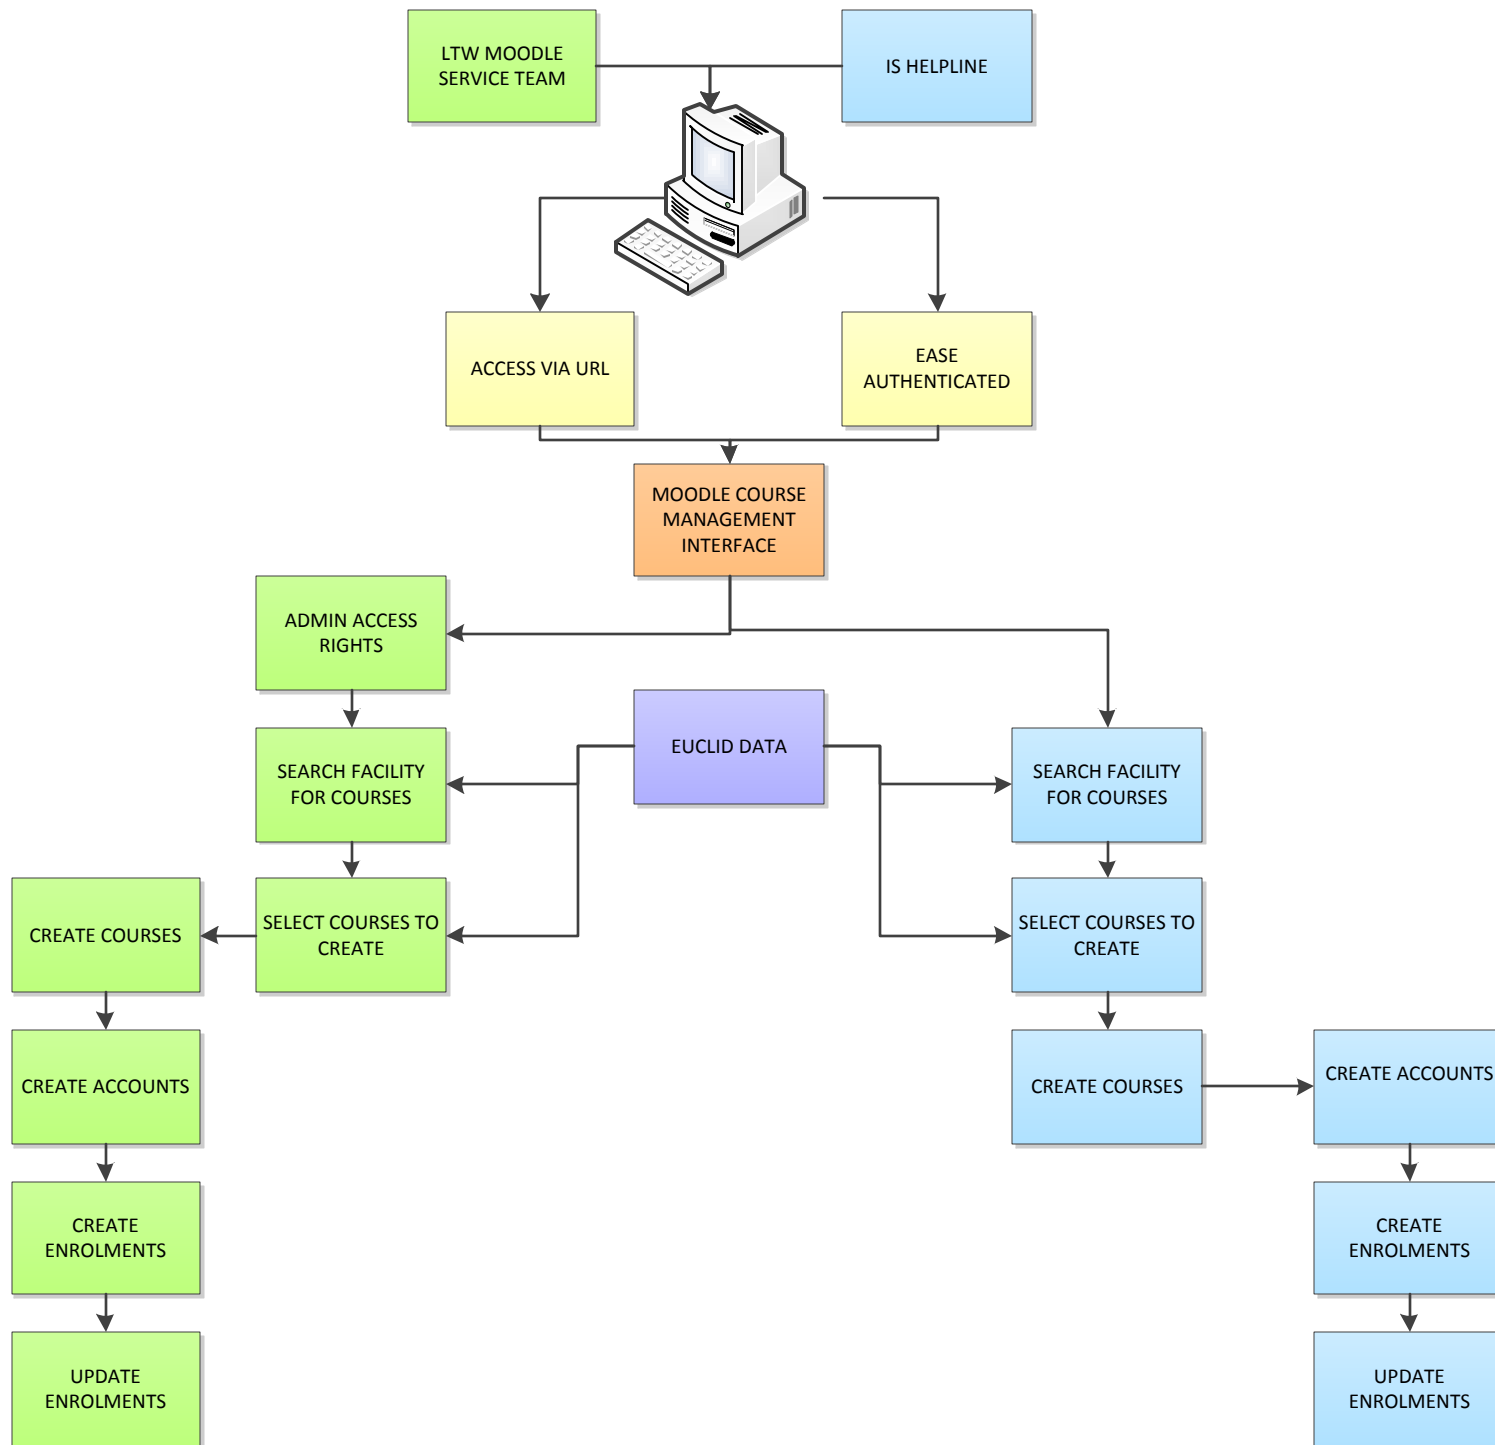 LTW MOODLE
SERVICE TEAM
IS HELPLINE
ACCESS VIA URL
EASE
AUTHENTICATED
MOODLE COURSE
MANAGEMENT
INTERFACE
ADMIN ACCESS
RIGHTS
EUCLID DATA
SEARCH FACILITY
FOR COURSES
SEARCH FACILITY
FOR COURSES
CREATE COURSES
SELECT COURSES TO
CREATE
SELECT COURSES TO
CREATE
CREATE ACCOUNTS
CREATE COURSES
CREATE ACCOUNTS
CREATE
ENROLMENTS
CREATE
ENROLMENTS
UPDATE
ENROLMENTS
UPDATE
ENROLMENTS